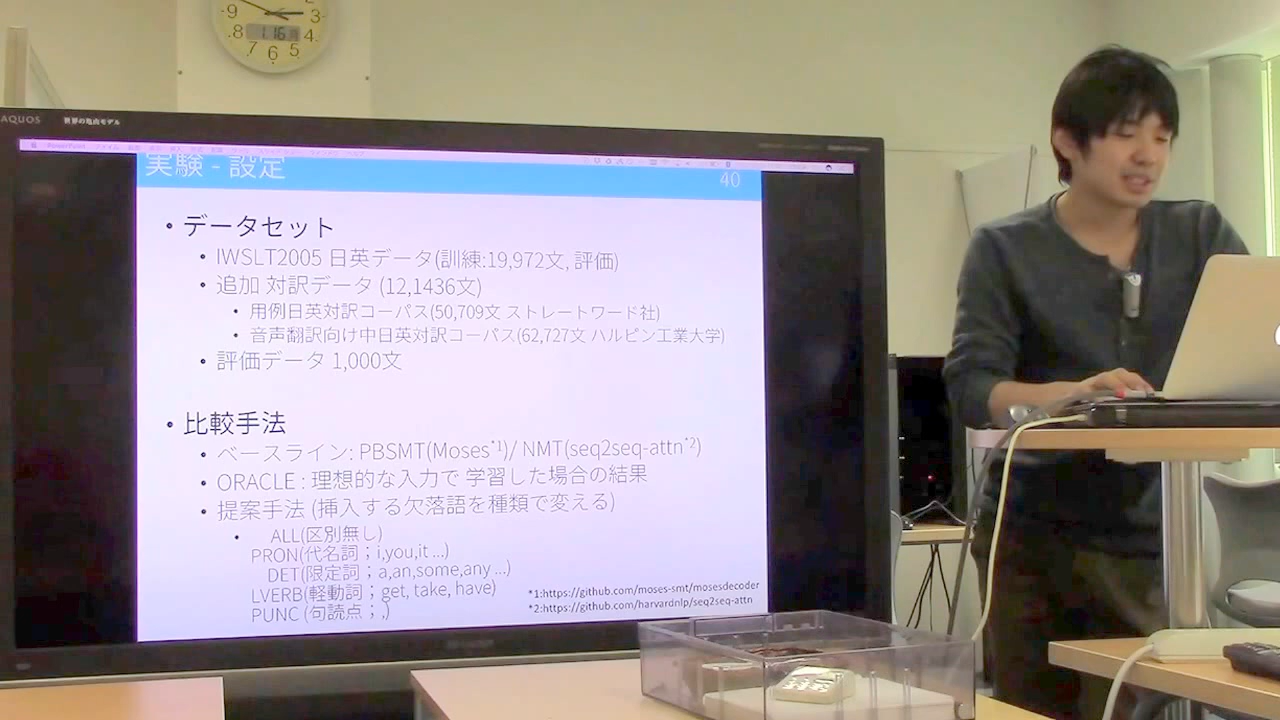 9 3
8 1.16 4
7 6 5
AQUOS 世界の亀山モデル
PowerPoint
実験 - 設定 40
• データセット
• IWSLT2005 日英データ(訓練:19,972文, 評価)
• 追加 対訳データ (12,1436文)
• 用例日英対訳コーパス(50,709文 ストレートワード社)
• 音声翻訳向け中日英対訳コーパス(62,727文 ハルピン工業大学)
• 評価データ 1,000文
• 比較手法
• ベースライン: PBSMT(Moses*1)/ NMT(seq2seq-attn*2)
• ORACLE : 理想的な入力で 学習した場合の結果
• 提案手法 (挿入する欠落語を種類で変える)
• ALL(区別無し)
PRON(代名詞；i,you,it ...)
DET(限定詞；a,an,some,any ...)
LVERB(軽動詞；get, take, have)
PUNC (句読点；,)
*1:https://github.com/moses-smt/mosesdecoder
*2:https://github.com/harvardnlp/seq2seq-attn